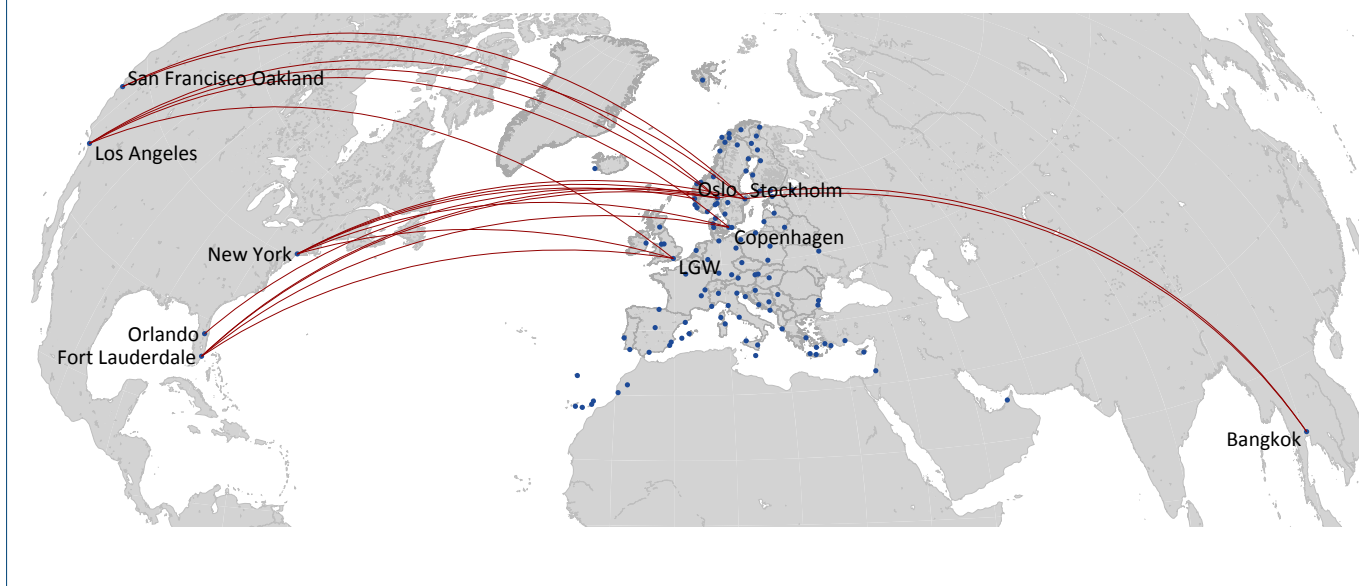 San Francisco Oakland
Los Angeles
Oslo
Stockholm
Copenhagen
New York
LGW
Orlando
Fort Lauderdale
Bangkok